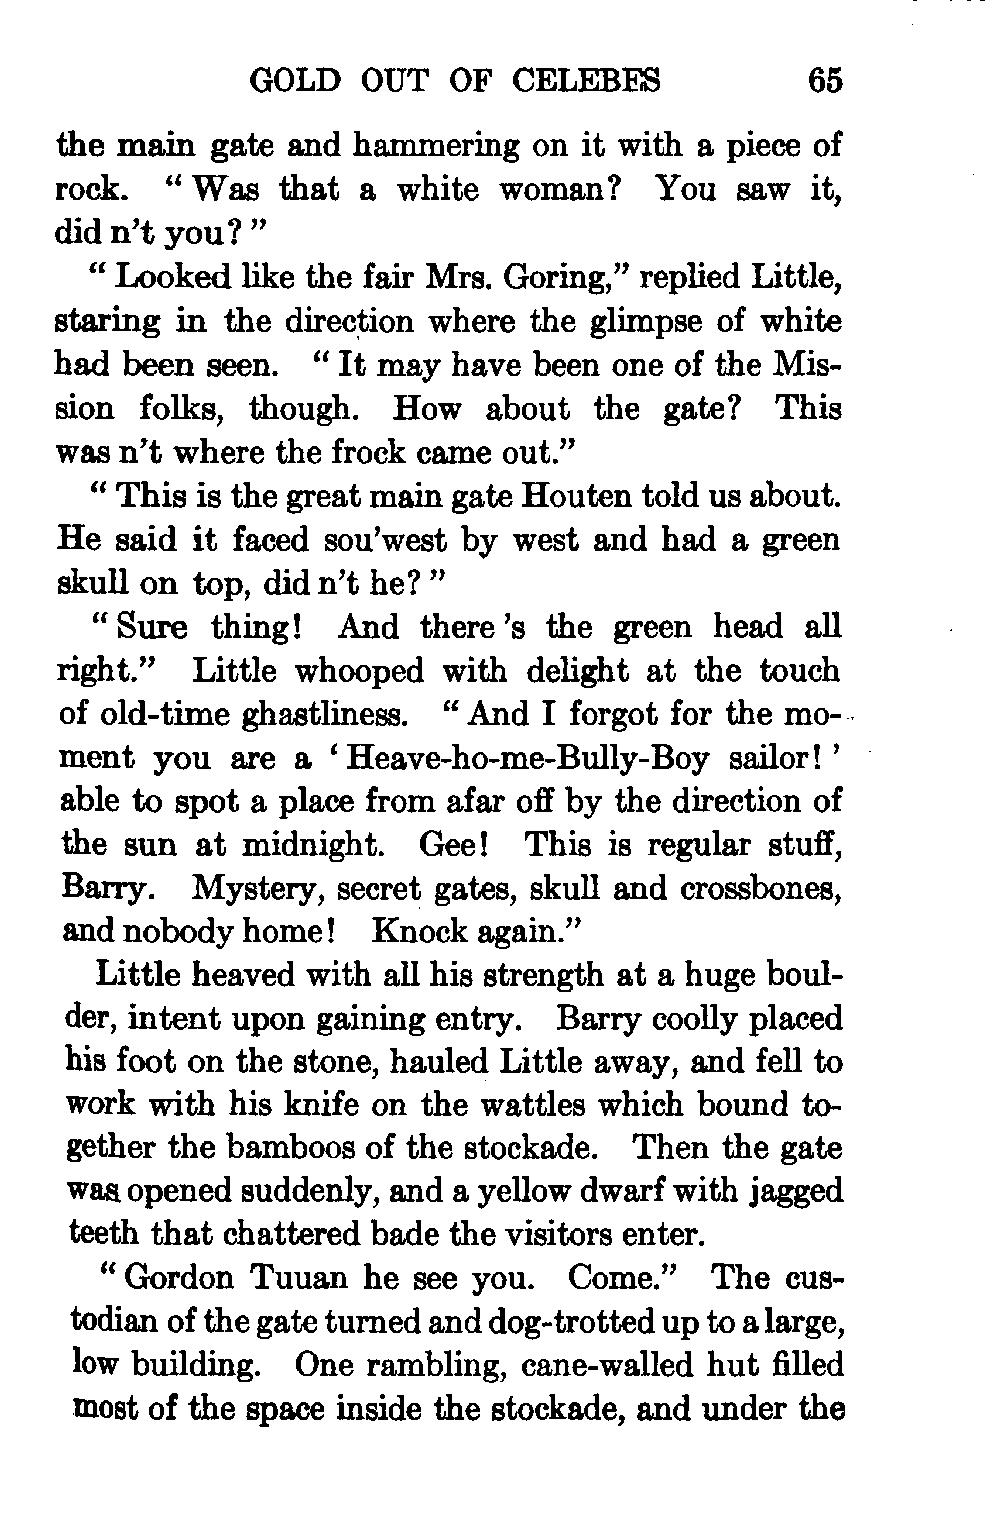 GOLD OUT OF CELEBES 65
the main gate and hammering on it with a piece of
rock. “Was that a white woman? You saw it,
did n’t you?”
“Looked like the fair Mrs. Goring,” replied Little,
staring in the direction where the glimpse of white
had been seen. “It may have been one of the Mis-
sion folks, though. How about the gate? This
was n’t where the frock came out.”
“This is the great main gate Houten told us about.
He said it faced sou’west by west and had a green
skull on top, did n’t he?”
“Sure thing! And there ’s the green head all
right.” Little whooped with delight at the touch
of old-time ghastliness. “And I forgot for the mo-
ment you are a ‘Heave-ho-me-Bully-Boy sailor!’
able to spot a place from afar off by the direction of
the sun at midnight. Gee! This is regular stuff,
Barry. Mystery, secret gates, skull and crossbones,
and nobody home! Knock again.”
Little heaved with all his strength at a huge boul-
der, intent upon gaining entry. Barry coolly placed
his foot on the stone, hauled Little away, and fell to
work with his knife on the wattles which bound to-
gether the bamboos of the stockade. Then the gate
was opened suddenly, and a yellow dwarf with jagged
teeth that chattered bade the visitors enter.
“Gordon Tuuan he see you. Come.” The cus-
todian of the gate turned and dog-trotted up to a large,
low building. One rambling, cane-walled hut filled
most of the space inside the stockade, and under the